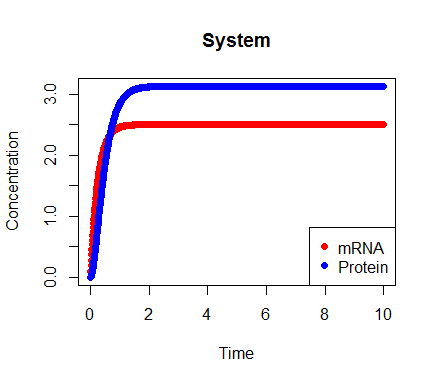 System
Concentration
3.0
2.0
1.0
0.0
0 2 4 6 8 10
Time
mRNA
Protein